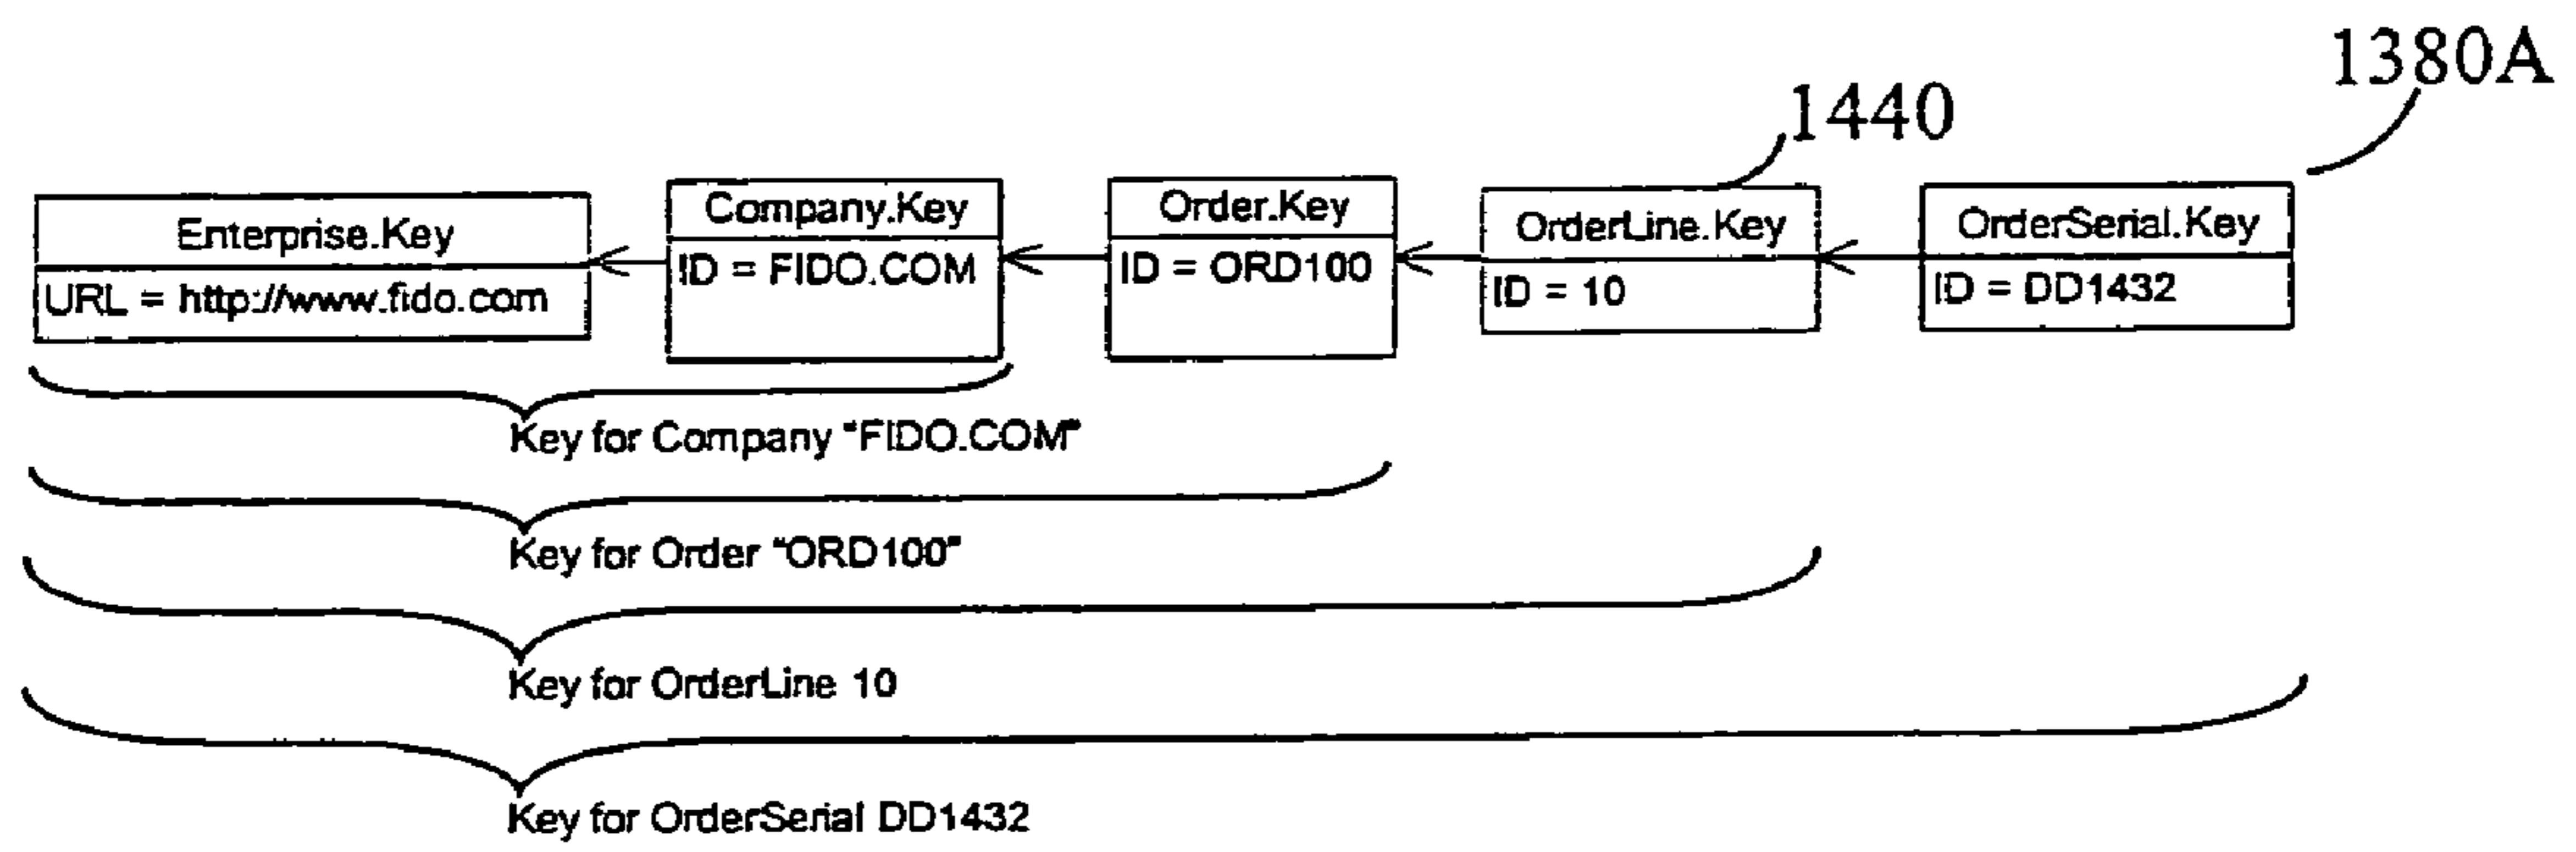 1380A
1440
Enterprise.Key
URL = http://www.fido.com
Company.Key
ID = FIDO.COM
Order.Key
ID = ORD100
OrderLine.Key
ID = 10
OrderSerial.Key
ID = DD1432
Key for Company "FIDO.COM"
Key for Order "ORD100"
Key for OrderLine 10
Key for OrderSerial DD1432